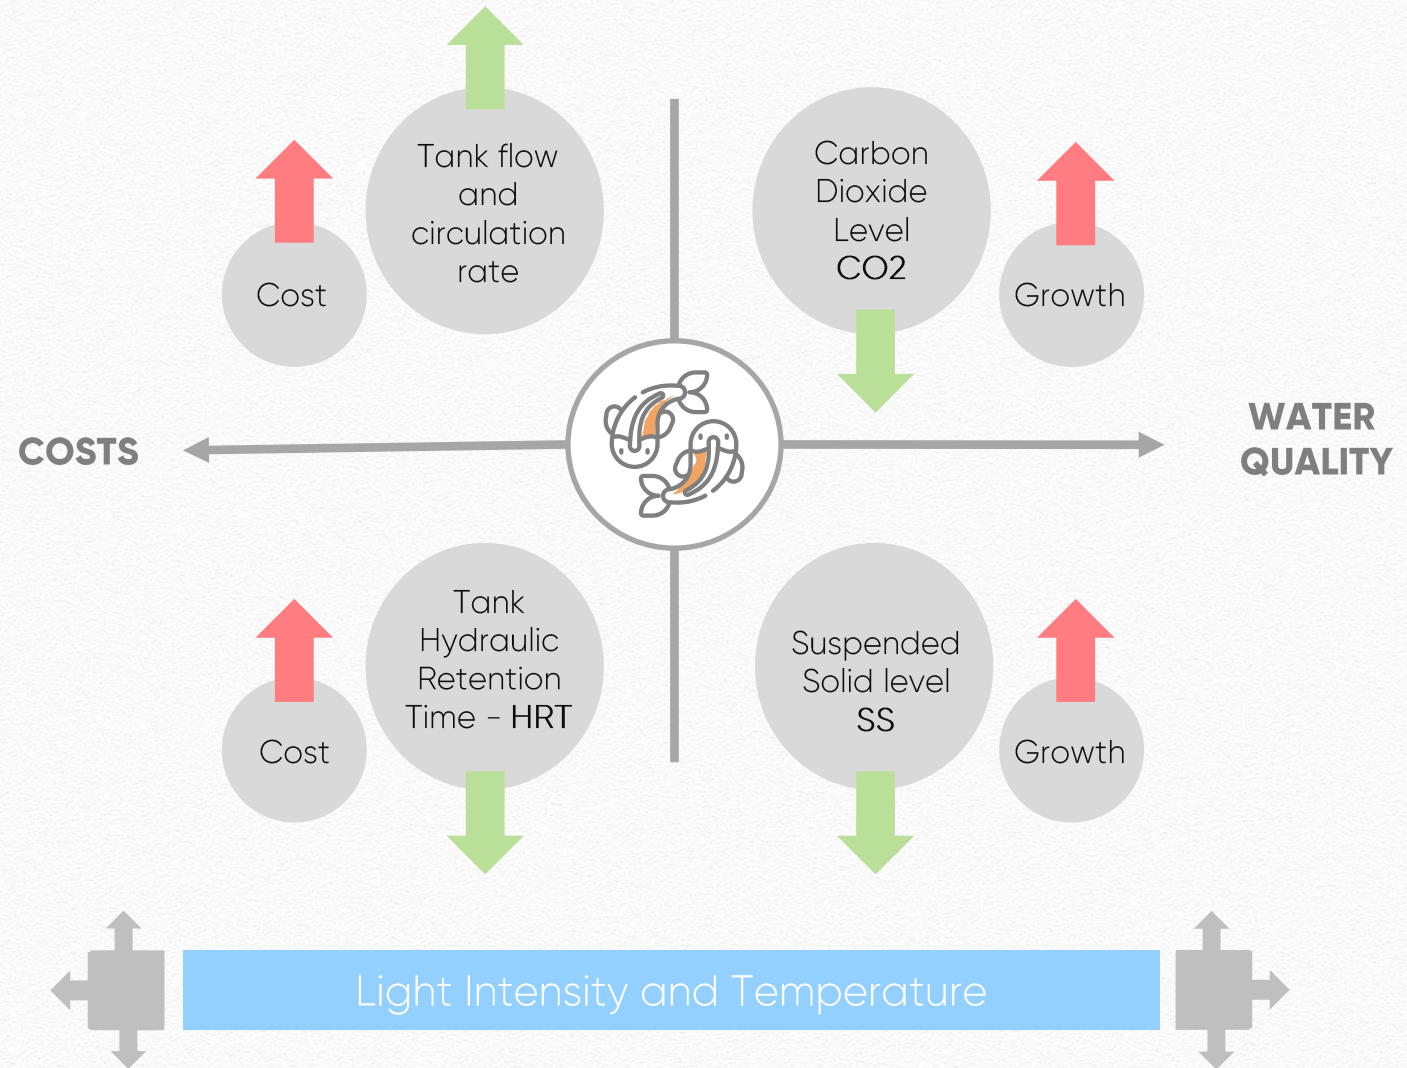 Tank flow
and
circulation
rate
Cost
Carbon
Dioxide
Level
CO2
Growth
COSTS
WATER
QUALITY
Tank
Hydraulic
Retention
Time - HRT
Cost
Suspended
Solid level
SS
Growth
Light Intensity and Temperature